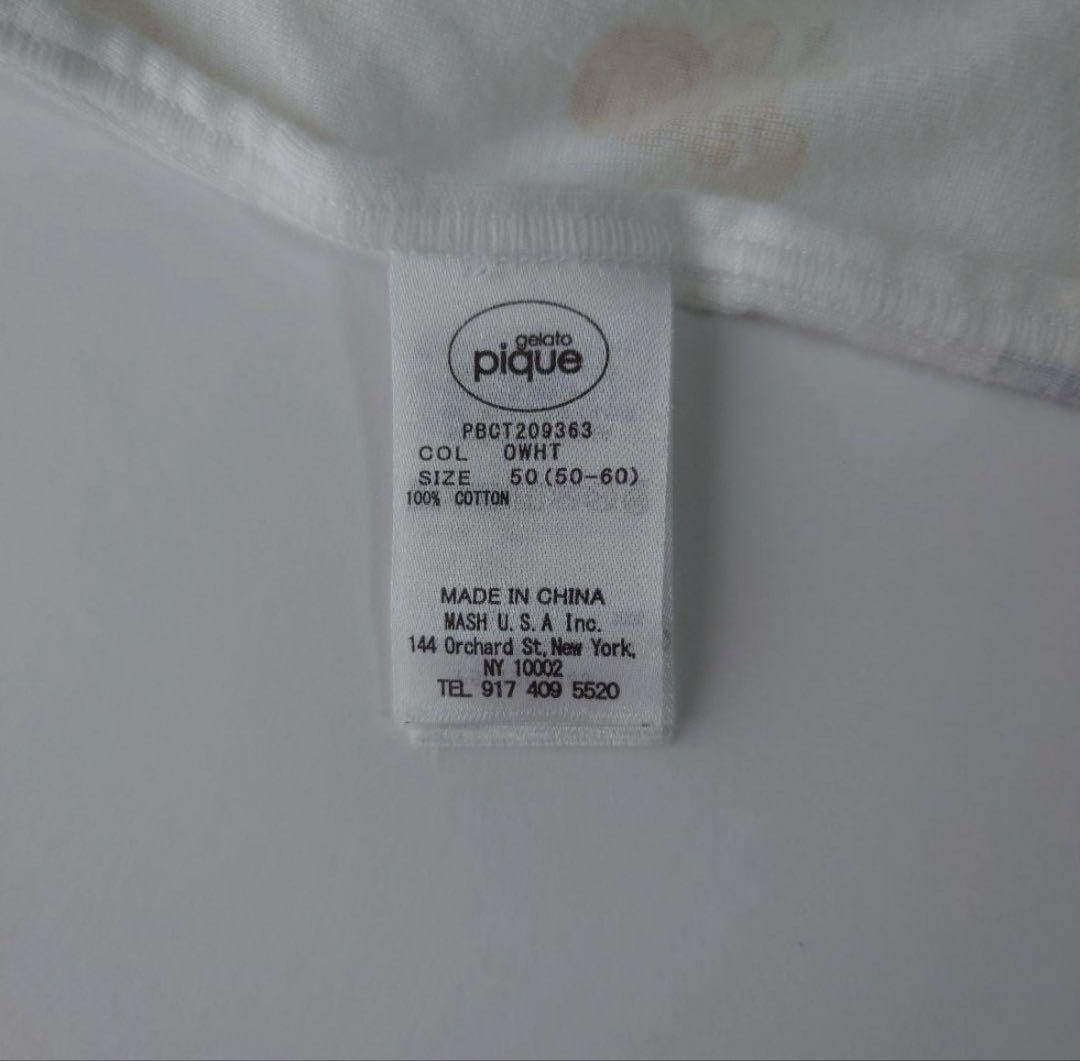 gelato
pique
PBCT209363
COL OWHT
SIZE 50(50-60)
100% COTTON
MADE IN CHINA
MASH U.S.A Inc.
144 Orchard St,New York,
NY 10002
TEL 917 409 5520